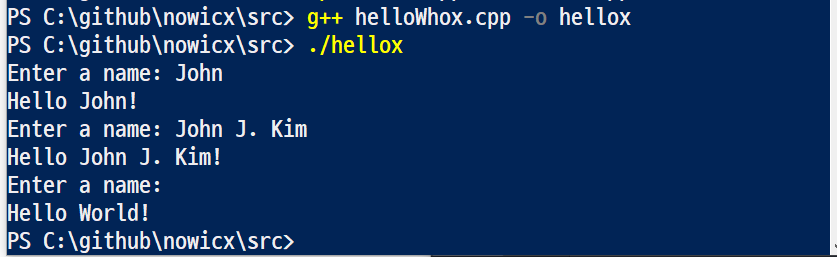 PS C:\github\nowicx\src> g++ helloWhox.cpp -o hellox
PS C:\github\nowicx\src> ./hellox
Enter a name: John
Hello John!
Enter a name: John J. Kim
Hello John J. Kim!
Enter a name:
Hello World!
PS C:\github\nowicx\src>